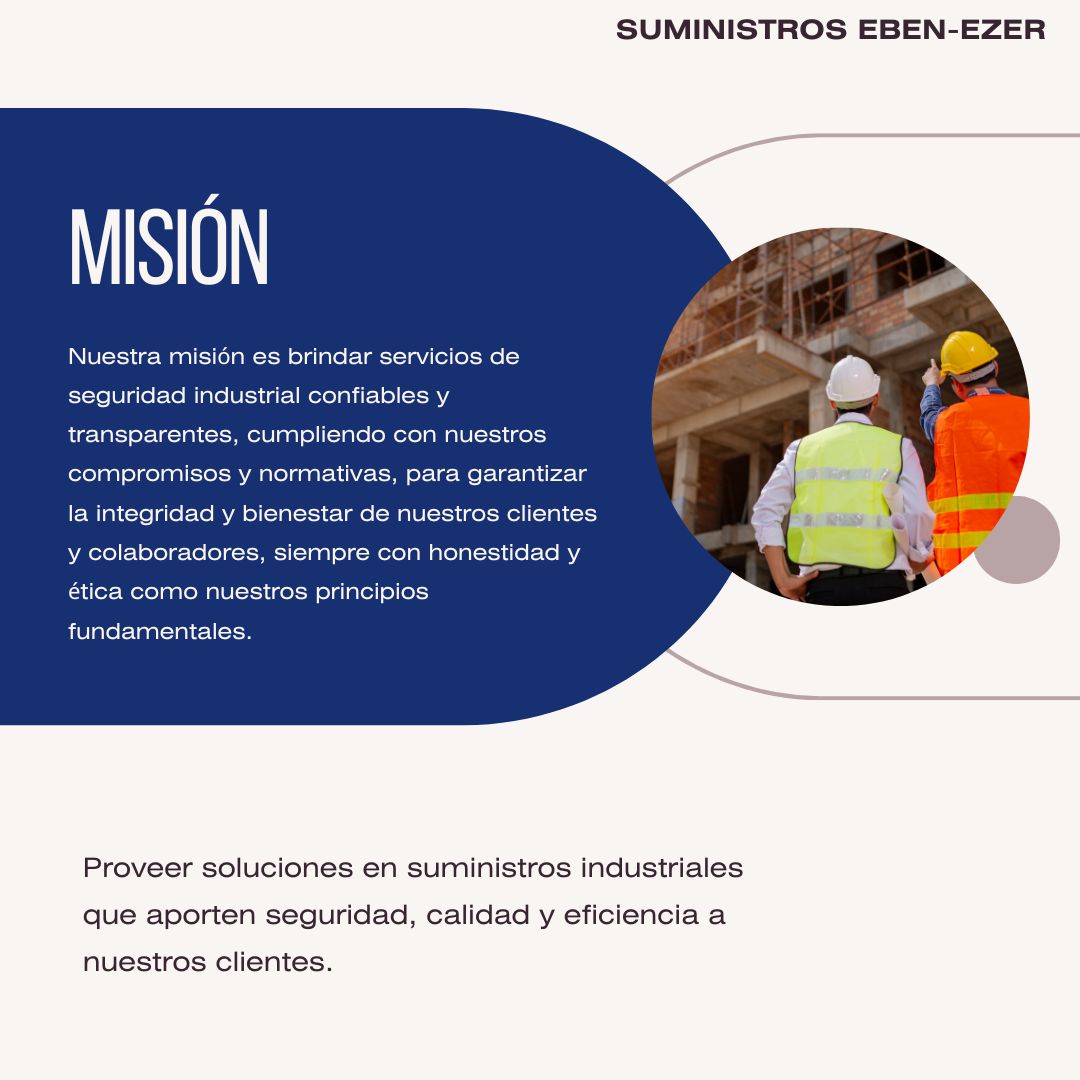 SUMINISTROS EBEN-EZER
MISIÓN
Nuestra misión es brindar servicios de
seguridad industrial confiables y
transparentes, cumpliendo con nuestros
compromisos y normativas, para garantizar
la integridad y bienestar de nuestros clientes
y colaboradores, siempre con honestidad y
ética como nuestros principios
fundamentales.
Proveer soluciones en suministros industriales
que aporten seguridad, calidad y eficiencia a
nuestros clientes.